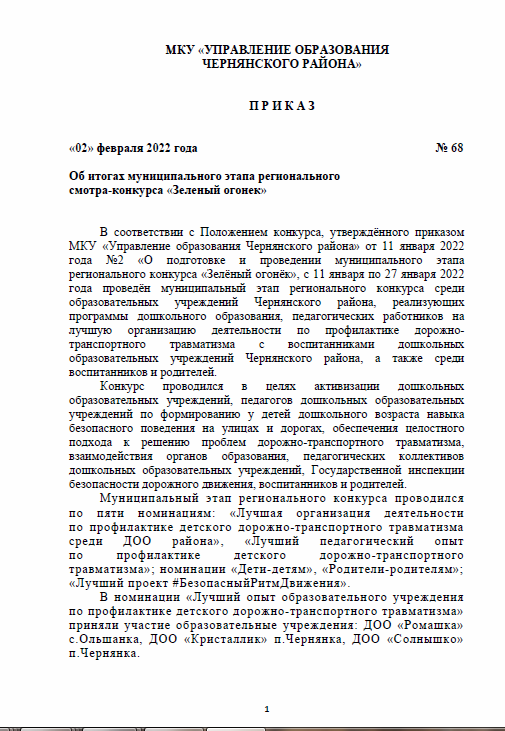 МКУ «УПРАВЛЕНИЕ ОБРАЗОВАНИЯ
ЧЕРНЯНСКОГО РАЙОНА»
П Р И К А З
«02» февраля 2022 года № 68
Об итогах муниципального этапа регионального
смотра-конкурса «Зеленый огонек»
В соответствии с Положением конкурса, утверждённого приказом
МКУ «Управление образования Чернянского района» от 11 января 2022
года №2 «О подготовке и проведении муниципального этапа
регионального конкурса «Зелёный огонёк», с 11 января по 27 января 2022
года проведён муниципальный этап регионального конкурса среди
образовательных учреждений Чернянского района, реализующих
программы дошкольного образования, педагогических работников на
лучшую организацию деятельности по профилактике дорожно-
транспортного травматизма с воспитанниками дошкольных
образовательных учреждений Чернянского района, а также среди
воспитанников и родителей.
Конкурс проводился в целях активизации дошкольных
образовательных учреждений, педагогов дошкольных образовательных
учреждений по формированию у детей дошкольного возраста навыка
безопасного поведения на улицах и дорогах, обеспечения целостного
подхода к решению проблем дорожно-транспортного травматизма,
взаимодействия органов образования, педагогических коллективов
дошкольных образовательных учреждений, Государственной инспекции
безопасности дорожного движения, воспитанников и родителей.
Муниципальный этап регионального конкурса проводился
по пяти номинациям: «Лучшая организация деятельности
по профилактике детского дорожно-транспортного травматизма
среди ДОО района», «Лучший педагогический опыт
по профилактике детского дорожно-транспортного
травматизма»; номинации «Дети-детям», «Родители-родителям»;
«Лучший проект #БезопасныйРитмДвижения».
В номинации «Лучший опыт образовательного учреждения
по профилактике детского дорожно-транспортного травматизма»
приняли участие образовательные учреждения: ДОО «Ромашка»
с.Ольшанка, ДОО «Кристаллик» п.Чернянка, ДОО «Солнышко»
п.Чернянка.
1